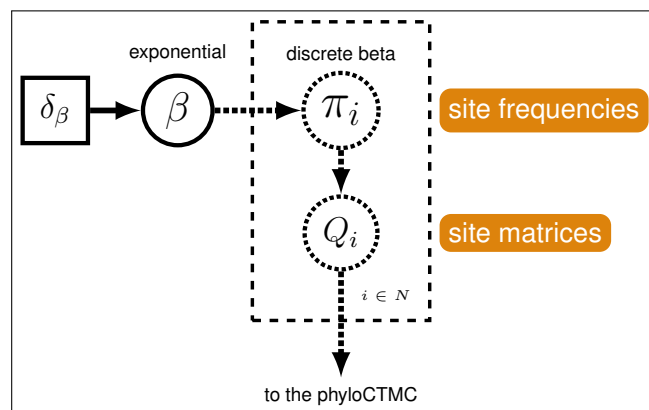 exponential
discrete beta
δβ
β
πi
site frequencies
Qi
site matrices
i ∈ N
to the phyloCTMC